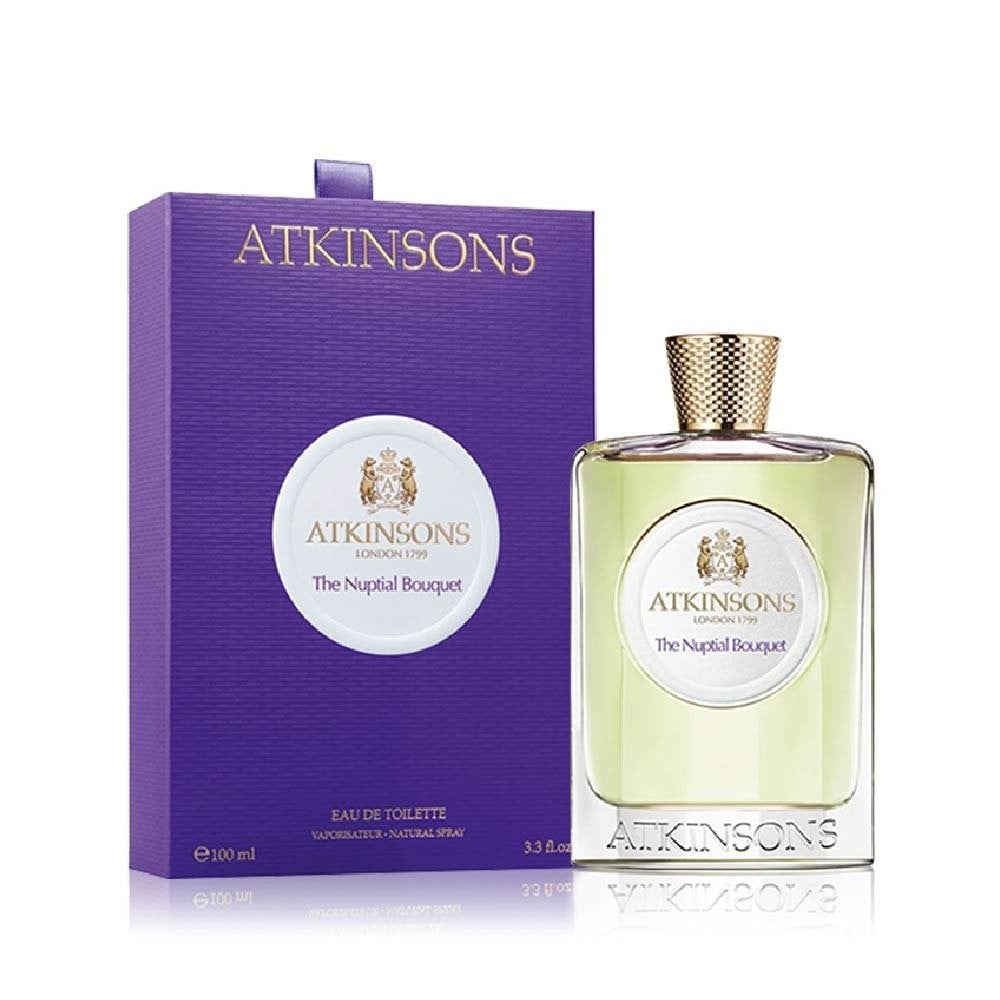 ATKINSONS
A
ATKINSONS
LONDON 1799
The Nuptial Bouquet
EAU DE TOILETTE
VAPORISATEUR - NATURAL SPRAY
℮100 ml
3.3 fl.oz
A
ATKINSONS
LONDON 1799
The Nuptial Bouquet
ATKINSONS